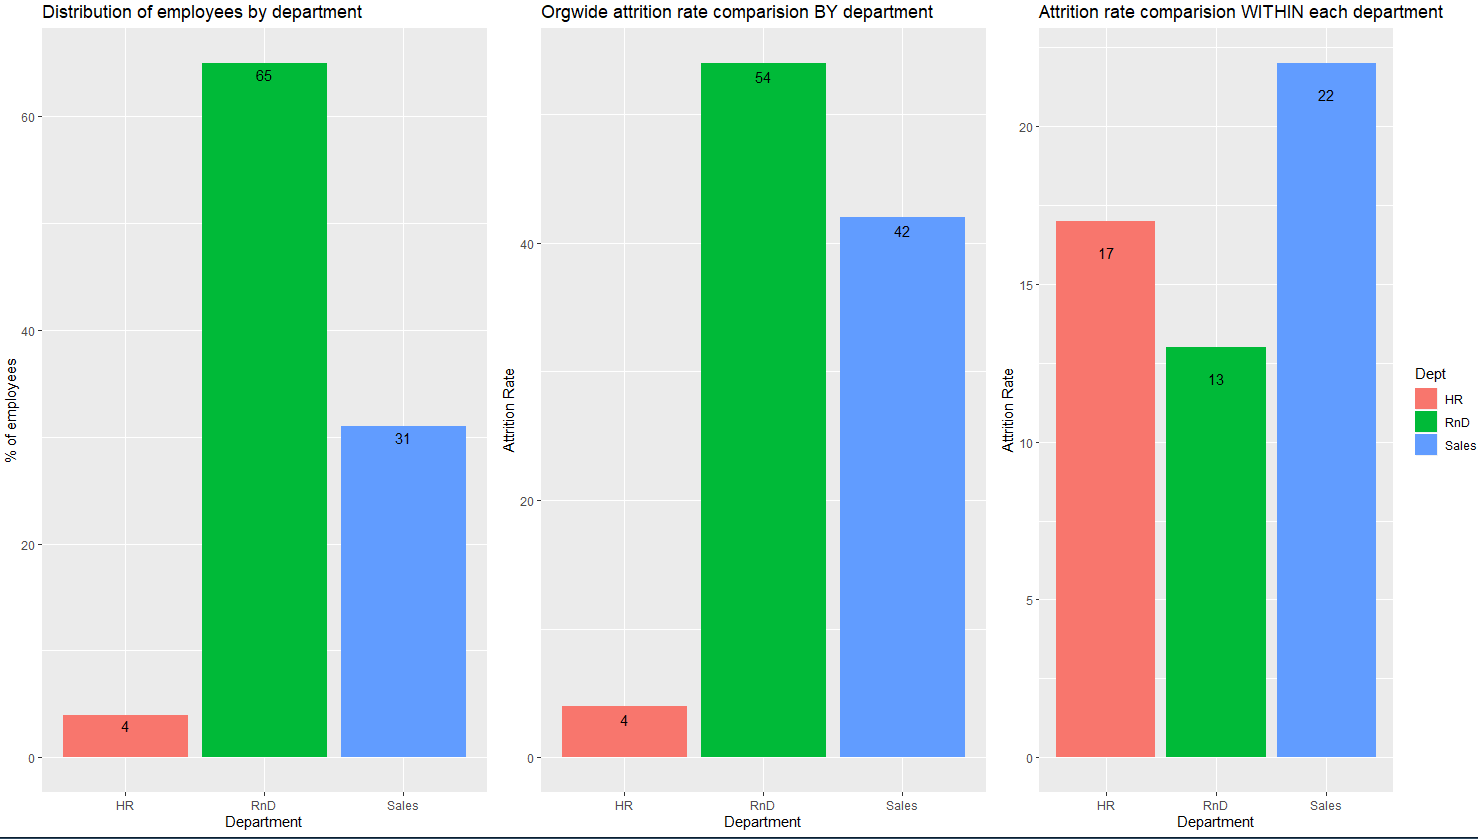 Distribution of employees by department
% of employees
60
40
20
0
65
31
4
HR RnD Sales
Department
Orgwide attrition rate comparision BY department
Attrition Rate
40
20
0
54
42
4
HR RnD Sales
Department
Attrition rate comparision WITHIN each department
Attrition Rate
20
15
10
5
0
22
17
13
HR RnD Sales
Department
Dept
HR
RnD
Sales